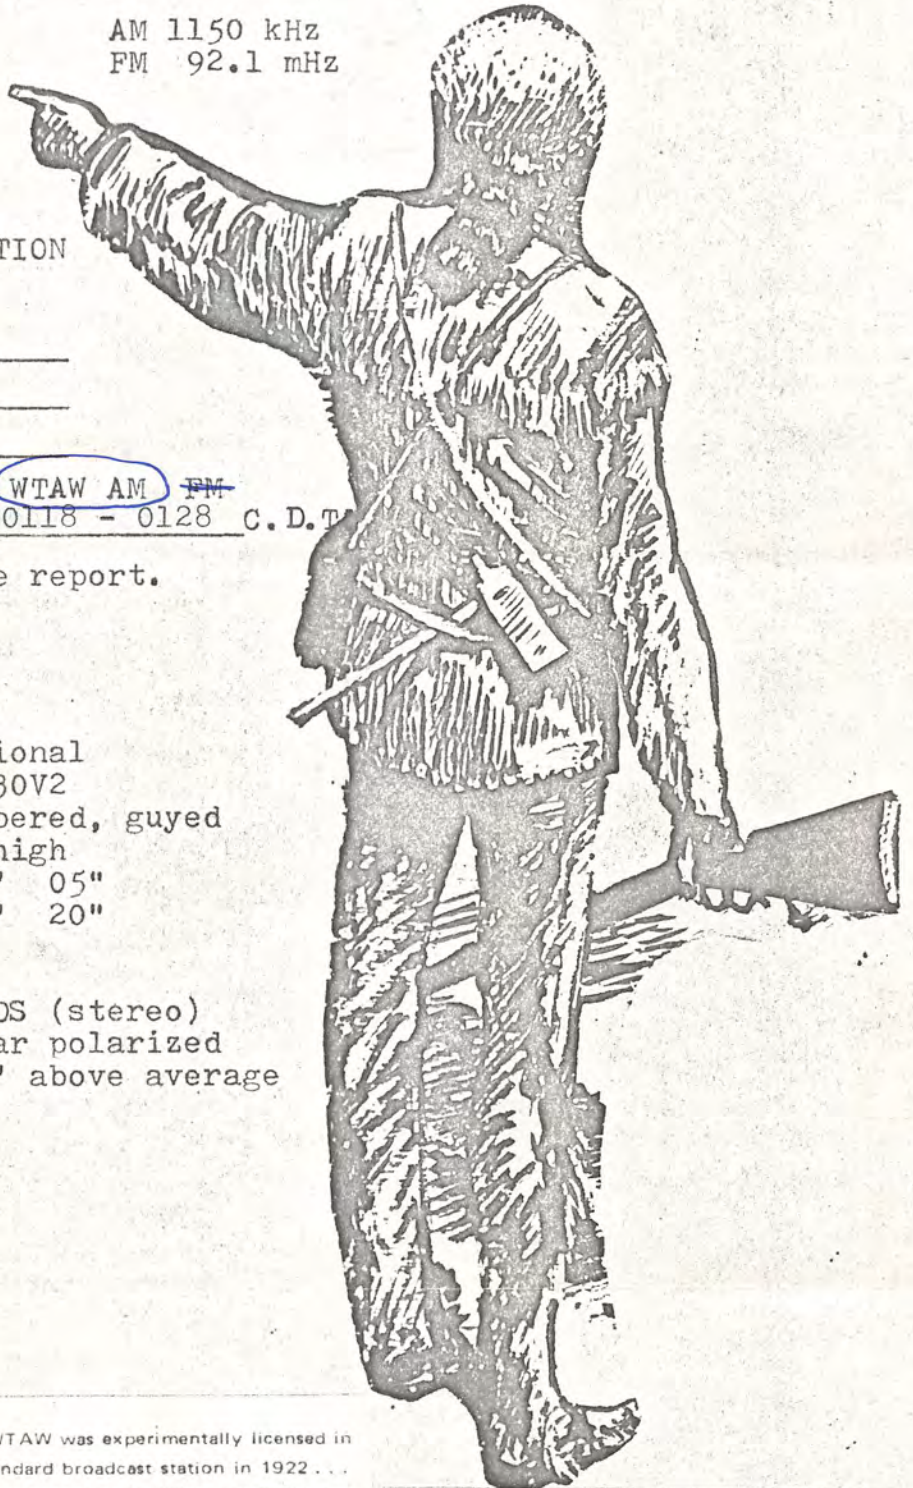 AM 1150 kHz
FM 92.1 mHz
TION
WTAW AM FM
0118 - 0128 C.D.T
e report.
ional
30V2
pered, guyed
high
' 05"
' 20"
OS (stereo)
ar polarized
' above average
WTAW was experimentally licensed in
ndard broadcast station in 1922 . . .